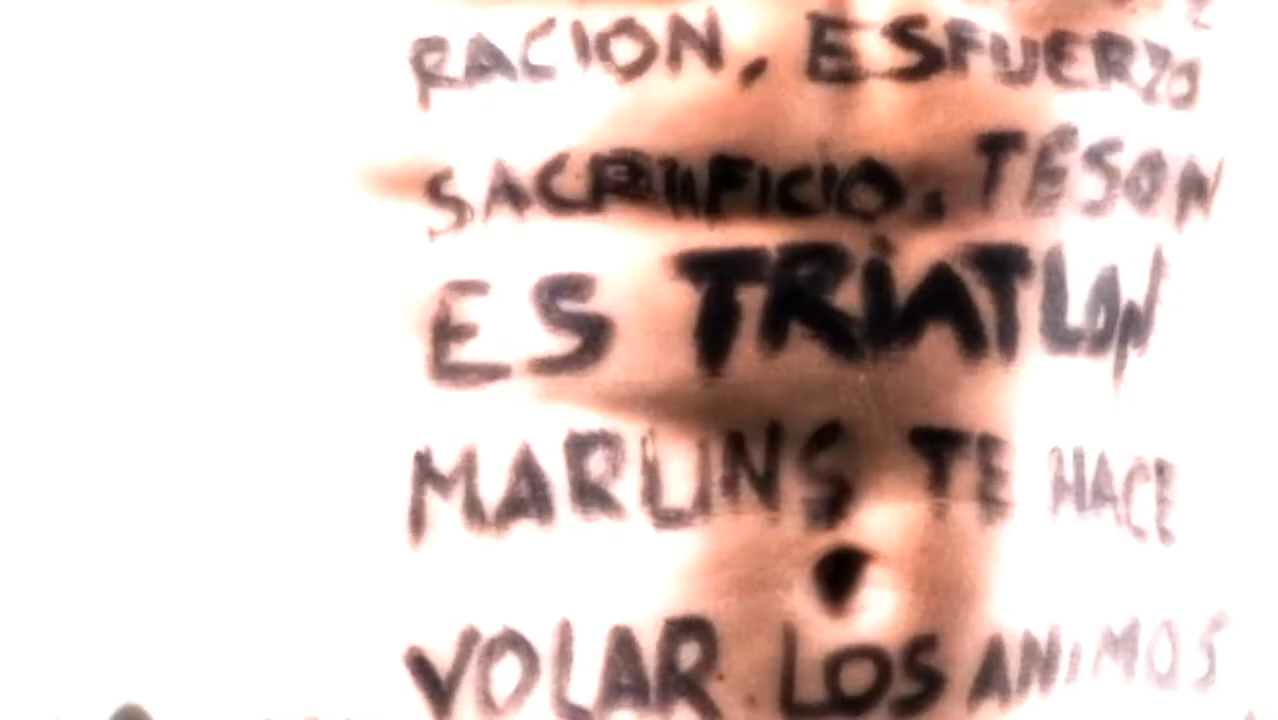 RACION, ESFUERZO
SACRIFICIO, TESON
ES TRIATLON
MARLINS TE HACE
VOLAR LOS ANIMOS